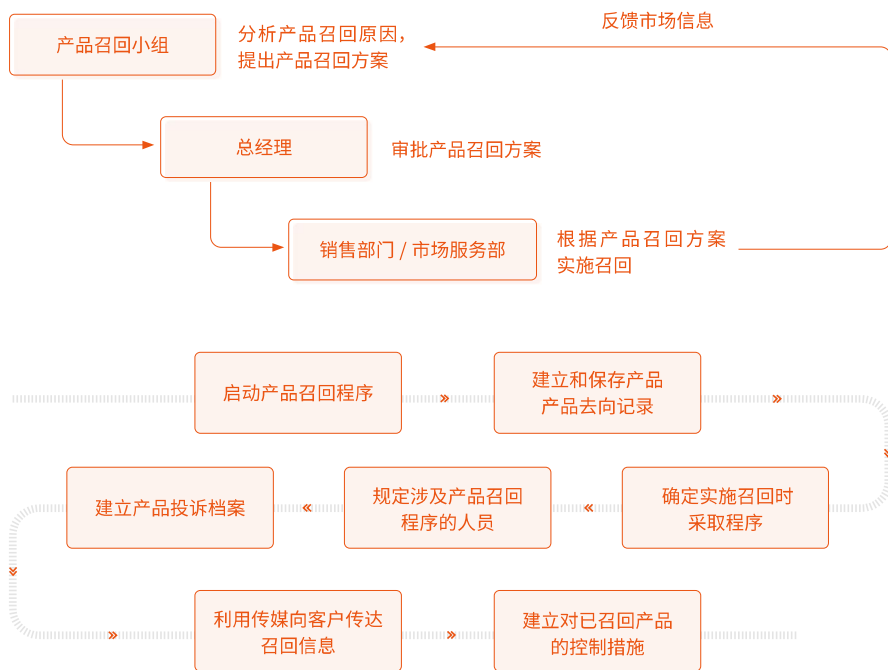 反馈市场信息
产品召回小组
分析产品召回原因，
提出产品召回方案
总经理
审批产品召回方案
销售部门 / 市场服务部
根据产品召回方案
实施召回
启动产品召回程序
建立和保存产品
产品去向记录
确定实施召回时
采取程序
规定涉及产品召回
程序的人员
建立产品投诉档案
利用传媒向客户传达
召回信息
建立对已召回产品
的控制措施